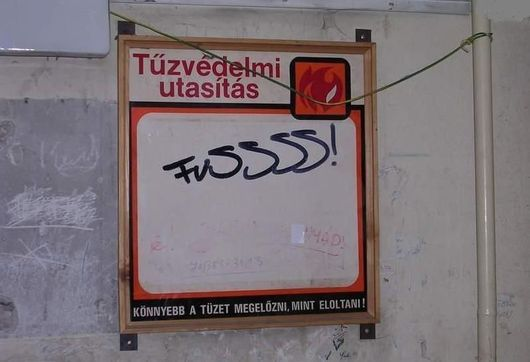 Tűzvédelmi
utasítás
FuSSSS!
KÖNNYEBB A TÜZET MEGELŐZNI, MINT ELOLTANI!